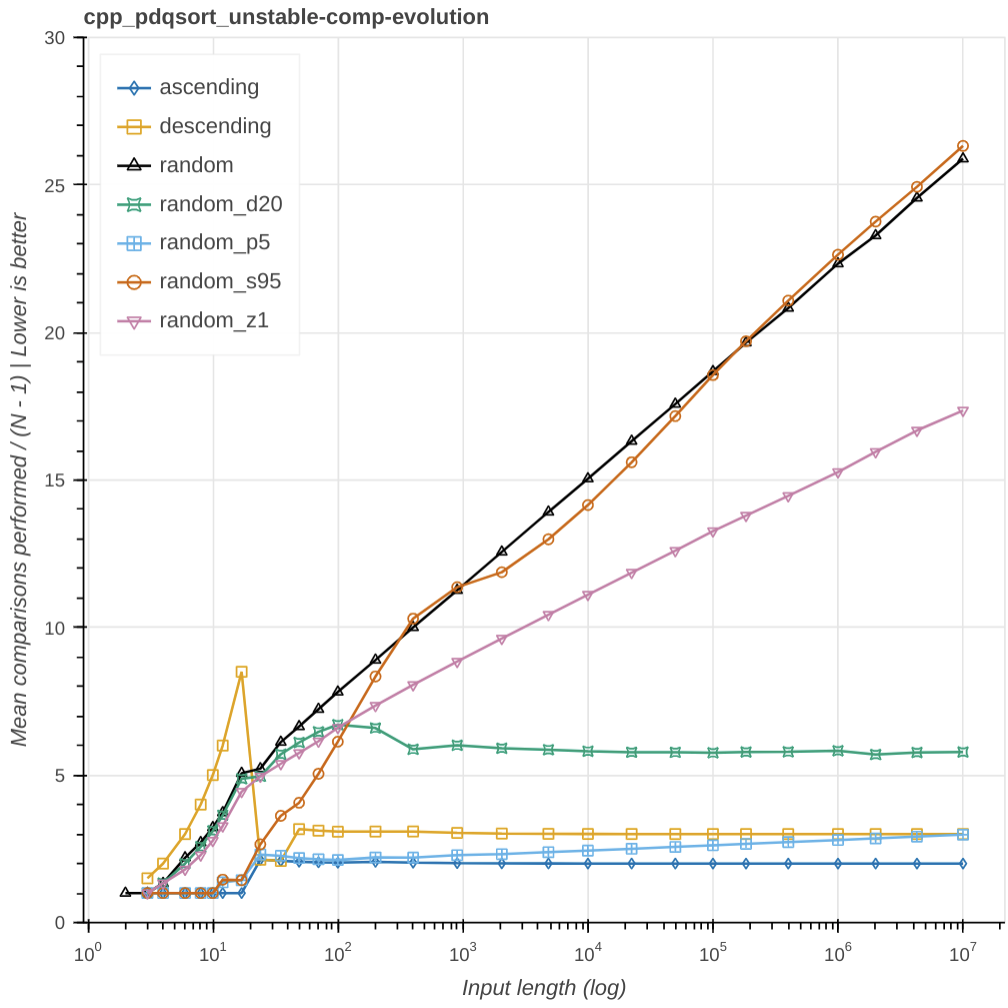 cpp_pdqsort_unstable-comp-evolution
30
25
20
15
10
5
0
Mean comparisons performed / (N - 1) | Lower is better
ascending
descending
random
random_d20
random_p5
random_s95
random_z1
10⁰ 10¹ 10² 10³ 10⁴ 10⁵ 10⁶ 10⁷
Input length (log)